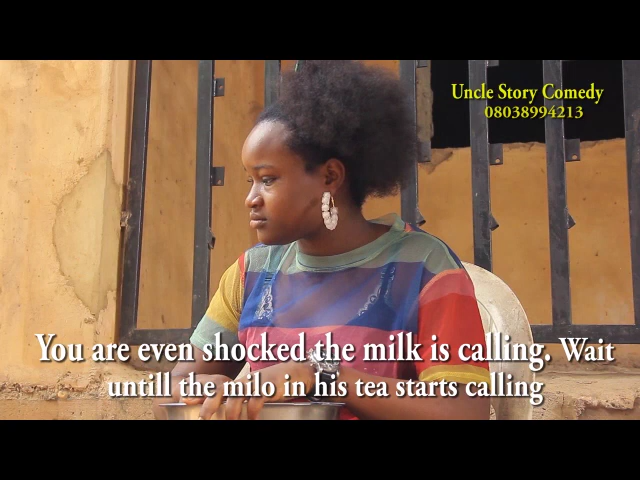 Uncle Story Comedy
08038994213
You are even shocked the milk is calling. Wait
untill the milo in his tea starts calling